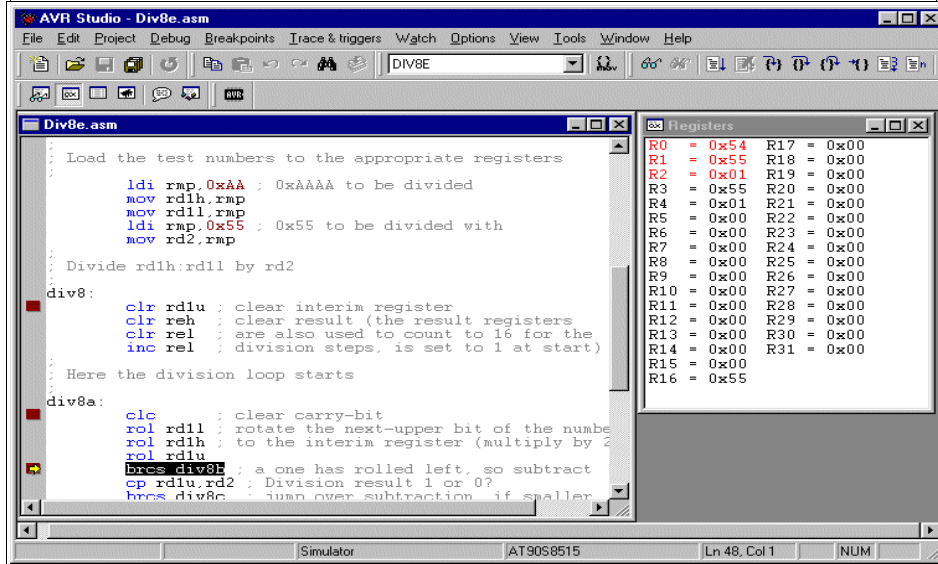 AVR Studio - Div8e.asm
File Edit Project Debug Breakpoints Trace & triggers Watch Options View Tools Window Help
DIV8E
AVR
Div8e.asm
;
; Load the test numbers to the appropriate registers
;
ldi rmp,0xAA ; 0xAAAA to be divided
mov rd1h,rmp
mov rd1l,rmp
ldi rmp,0x55 ; 0x55 to be divided with
mov rd2,rmp
;
; Divide rd1h:rd1l by rd2
;
div8:
clr rd1u ; clear interim register
clr reh ; clear result (the result registers
clr rel ; are also used to count to 16 for the
inc rel ; division steps, is set to 1 at start)
;
; Here the division loop starts
;
div8a:
clc ; clear carry-bit
rol rd1l ; rotate the next-upper bit of the numbe
rol rd1h ; to the interim register (multiply by 2
rol rd1u
brcs div8b ; a one has rolled left, so subtract
cp rd1u,rd2 ; Division result 1 or 0?
brcs div8c ; jump over subtraction, if smaller
Registers
R0 = 0x54 R17 = 0x00
R1 = 0x55 R18 = 0x00
R2 = 0x01 R19 = 0x00
R3 = 0x55 R20 = 0x00
R4 = 0x01 R21 = 0x00
R5 = 0x00 R22 = 0x00
R6 = 0x00 R23 = 0x00
R7 = 0x00 R24 = 0x00
R8 = 0x00 R25 = 0x00
R9 = 0x00 R26 = 0x00
R10 = 0x00 R27 = 0x00
R11 = 0x00 R28 = 0x00
R12 = 0x00 R29 = 0x00
R13 = 0x00 R30 = 0x00
R14 = 0x00 R31 = 0x00
R15 = 0x00
R16 = 0x55
Simulator AT90S8515 Ln 48, Col 1 NUM